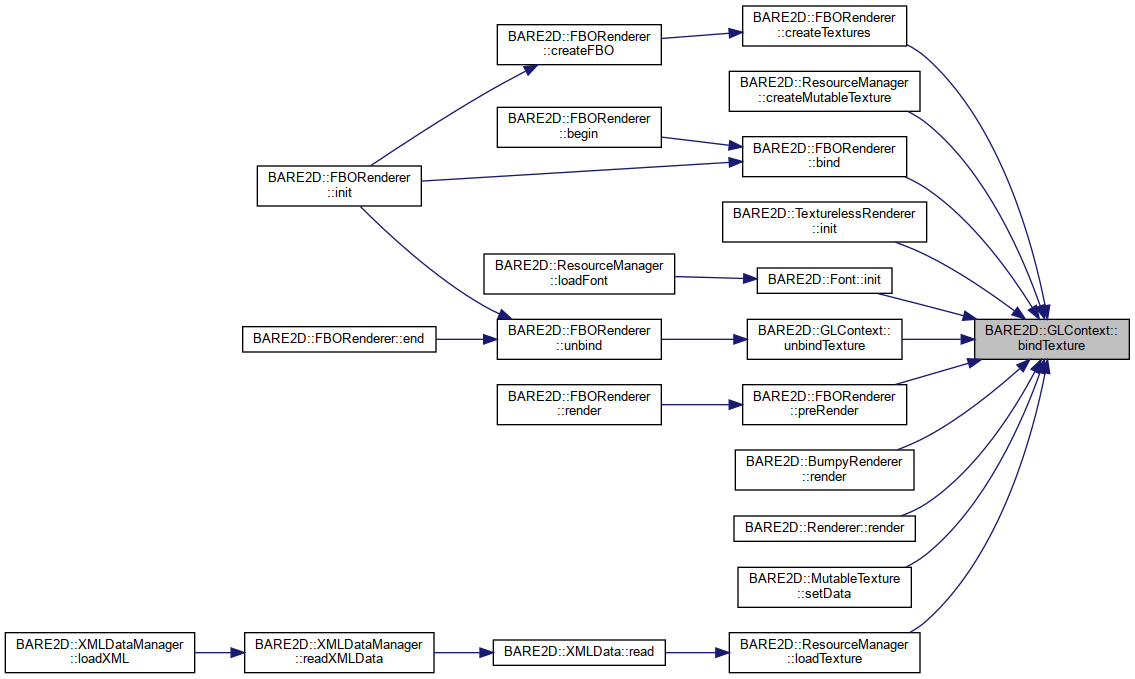 BARE2D::FBORenderer
::createTextures
BARE2D::FBORenderer
::createFBO
BARE2D::ResourceManager
::createMutableTexture
BARE2D::FBORenderer
::begin
BARE2D::FBORenderer
::bind
BARE2D::FBORenderer
::init
BARE2D::TexturelessRenderer
::init
BARE2D::ResourceManager
::loadFont
BARE2D::Font::init
BARE2D::FBORenderer::end
BARE2D::FBORenderer
::unbind
BARE2D::GLContext::
unbindTexture
BARE2D::GLContext::
bindTexture
BARE2D::FBORenderer
::render
BARE2D::FBORenderer
::preRender
BARE2D::BumpyRenderer
::render
BARE2D::Renderer::render
BARE2D::MutableTexture
::setData
BARE2D::XMLDataManager
::loadXML
BARE2D::XMLDataManager
::readXMLData
BARE2D::XMLData::read
BARE2D::ResourceManager
::loadTexture